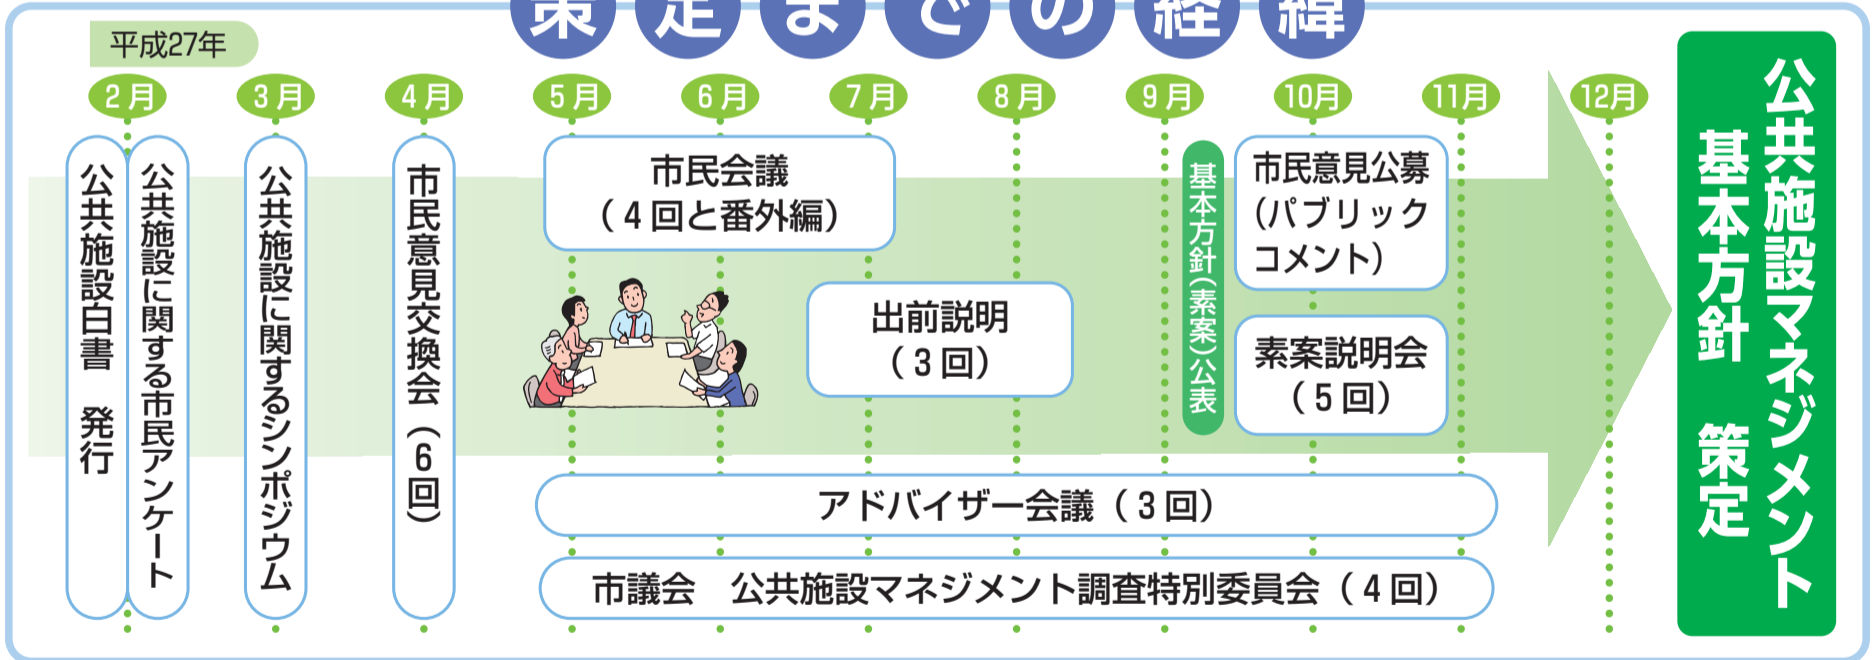 策定までの経緯
平成27年
2月
3月
4月
5月
6月
7月
8月
9月
10月
11月
12月
公共施設白書　発行
公共施設に関する市民アンケート
公共施設に関するシンポジウム
市民意見交換会（6回）
市民会議
（4回と番外編）
出前説明
（3回）
基本方針（素案）公表
市民意見公募
（パブリック
コメント）
素案説明会
（5回）
アドバイザー会議（3回）
市議会　公共施設マネジメント調査特別委員会（4回）
公共施設マネジメント
基本方針　策定